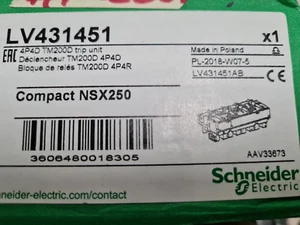 LV431451
x1
EAC
4P4D TM200D trip unit
Déclencheur TM200D 4P4D
Bloque de relés TM200D 4P4R
Made in Poland
PL-2018-W07-5
LV431451AB
Compact NSX250
3606480018305
AAV33673
Schneider
Electric
schneider-electric.com/contact